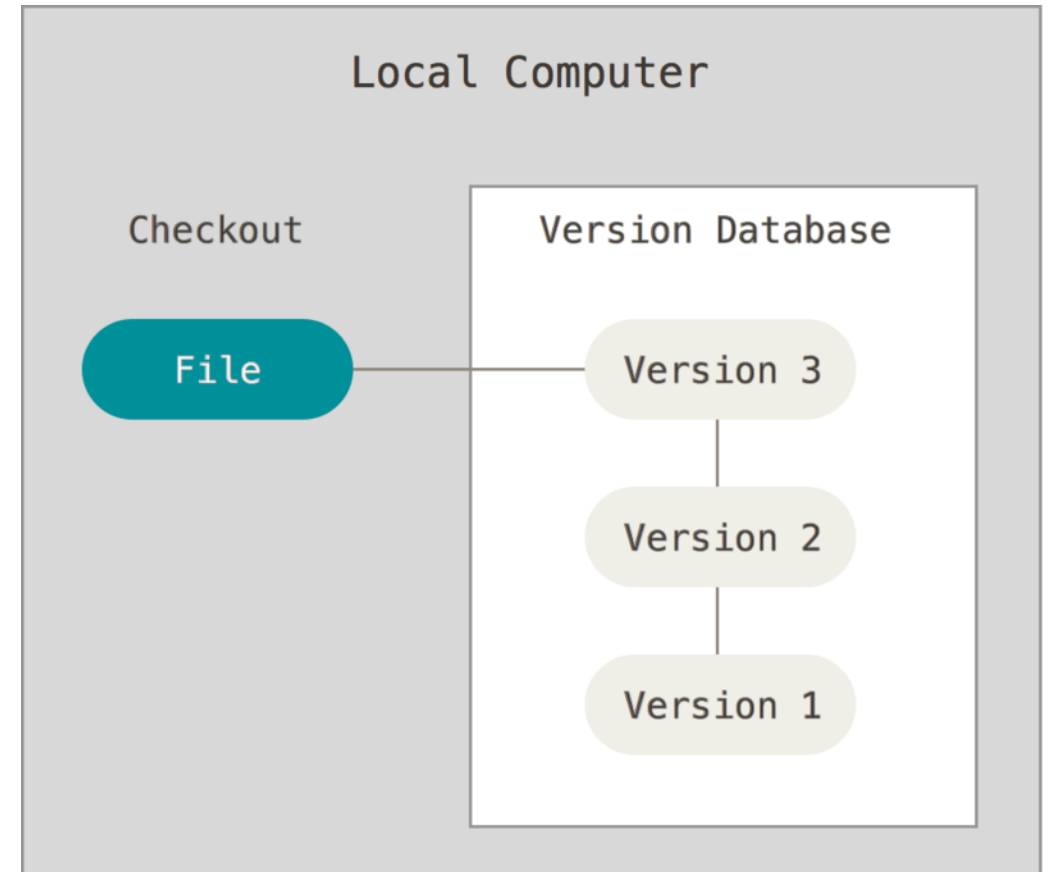 Local Computer
Checkout
Version Database
File
Version 3
Version 2
Version 1